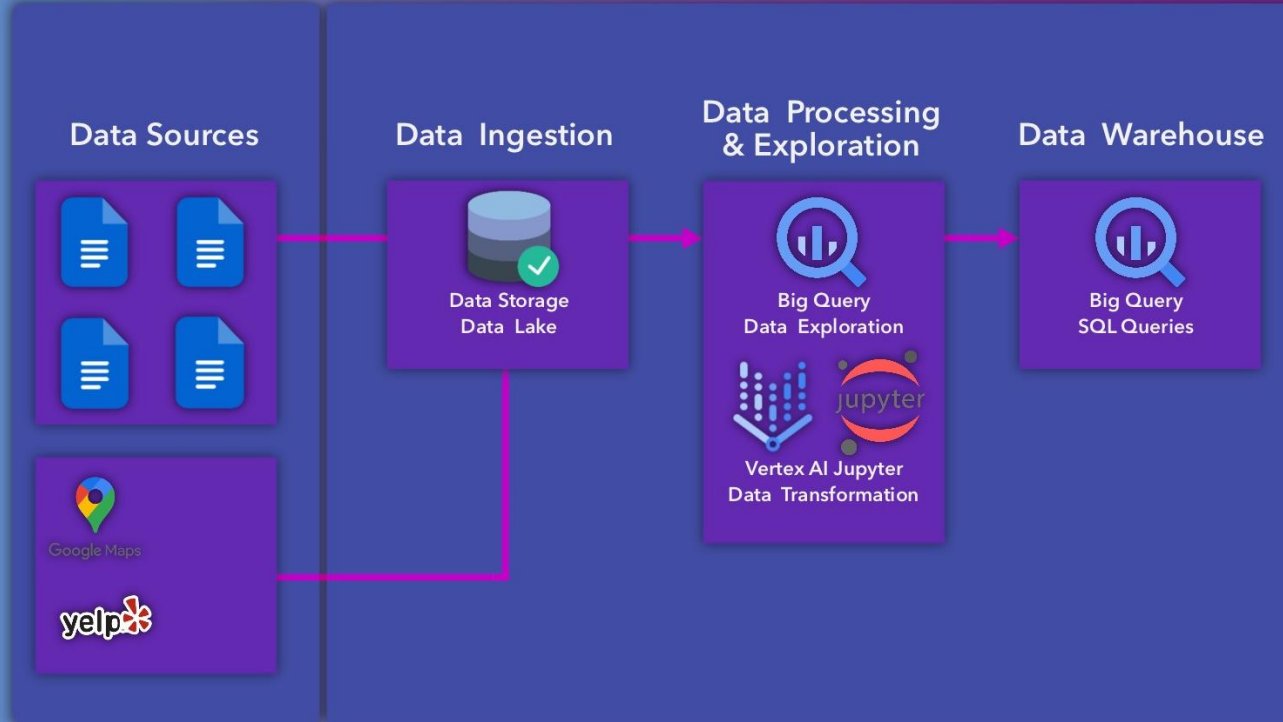 Data Sources
Data Ingestion
Data Processing
& Exploration
Data Warehouse
Data Storage
Data Lake
Big Query
Data Exploration
jupyter
Vertex AI Jupyter
Data Transformation
Big Query
SQL Queries
Google Maps
yelp